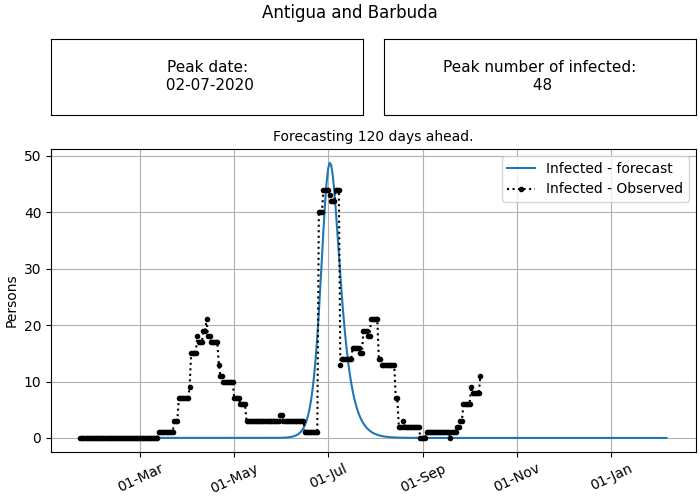 Antigua and Barbuda
Peak date:
02-07-2020
Peak number of infected:
48
Forecasting 120 days ahead.
Infected - forecast
Infected - Observed
Persons
50
40
30
20
10
0
01-Mar
01-May
01-Jul
01-Sep
01-Nov
01-Jan